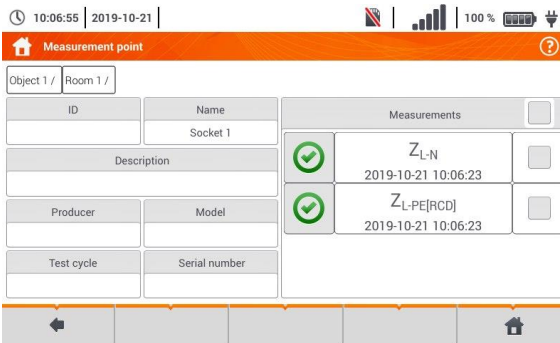 10:06:55 2019-10-21 100 %
Measurement point ?
Object 1 / Room 1 /
ID Name
Socket 1
Description
Producer Model
Test cycle Serial number
Measurements
ZL-N
2019-10-21 10:06:23
ZL-PE[RCD]
2019-10-21 10:06:23